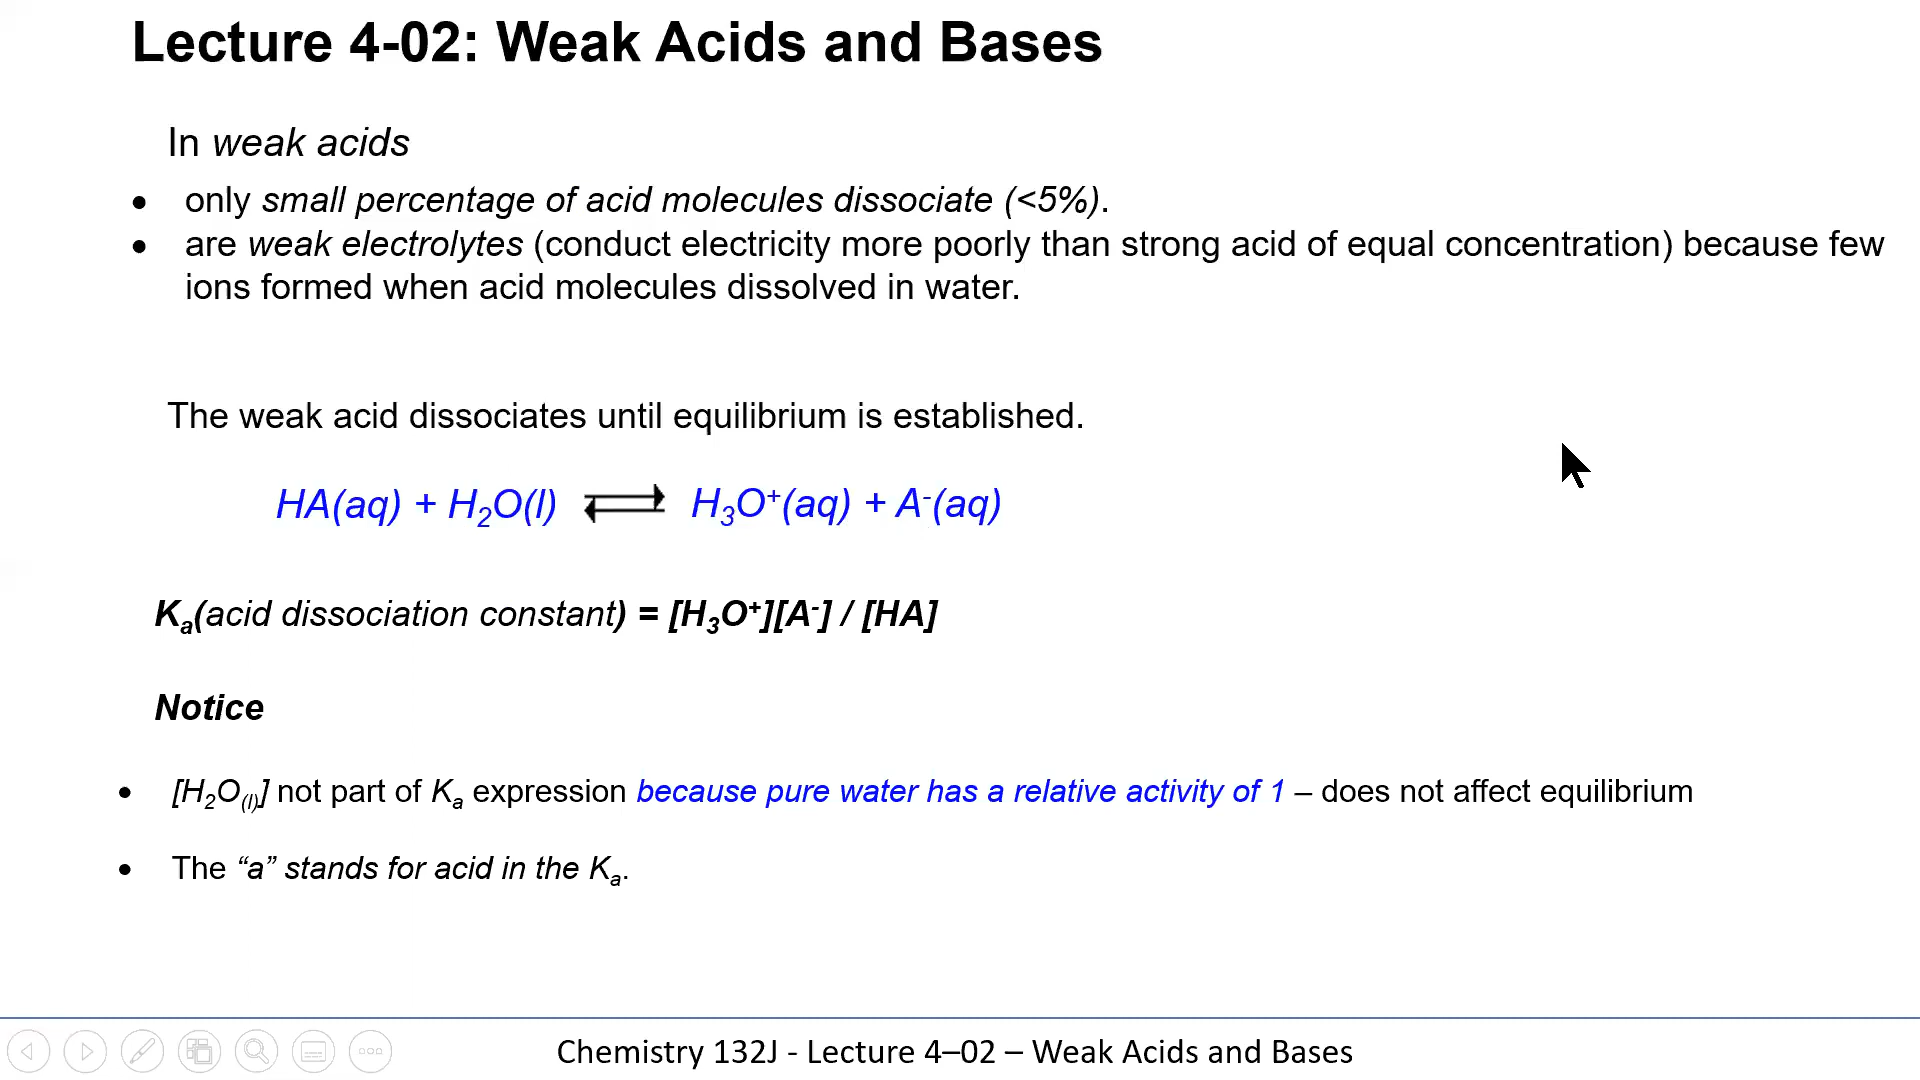 Lecture 4-02: Weak Acids and Bases
In weak acids
• only small percentage of acid molecules dissociate (<5%).
• are weak electrolytes (conduct electricity more poorly than strong acid of equal concentration) because few
ions formed when acid molecules dissolved in water.
The weak acid dissociates until equilibrium is established.
HA(aq) + H₂O(l) ⇌ H₃O⁺(aq) + A⁻(aq)
Kₐ(acid dissociation constant) = [H₃O⁺][A⁻] / [HA]
Notice
• [H₂O₍l₎] not part of Kₐ expression because pure water has a relative activity of 1 – does not affect equilibrium
• The “a” stands for acid in the Kₐ.
Chemistry 132J - Lecture 4–02 – Weak Acids and Bases